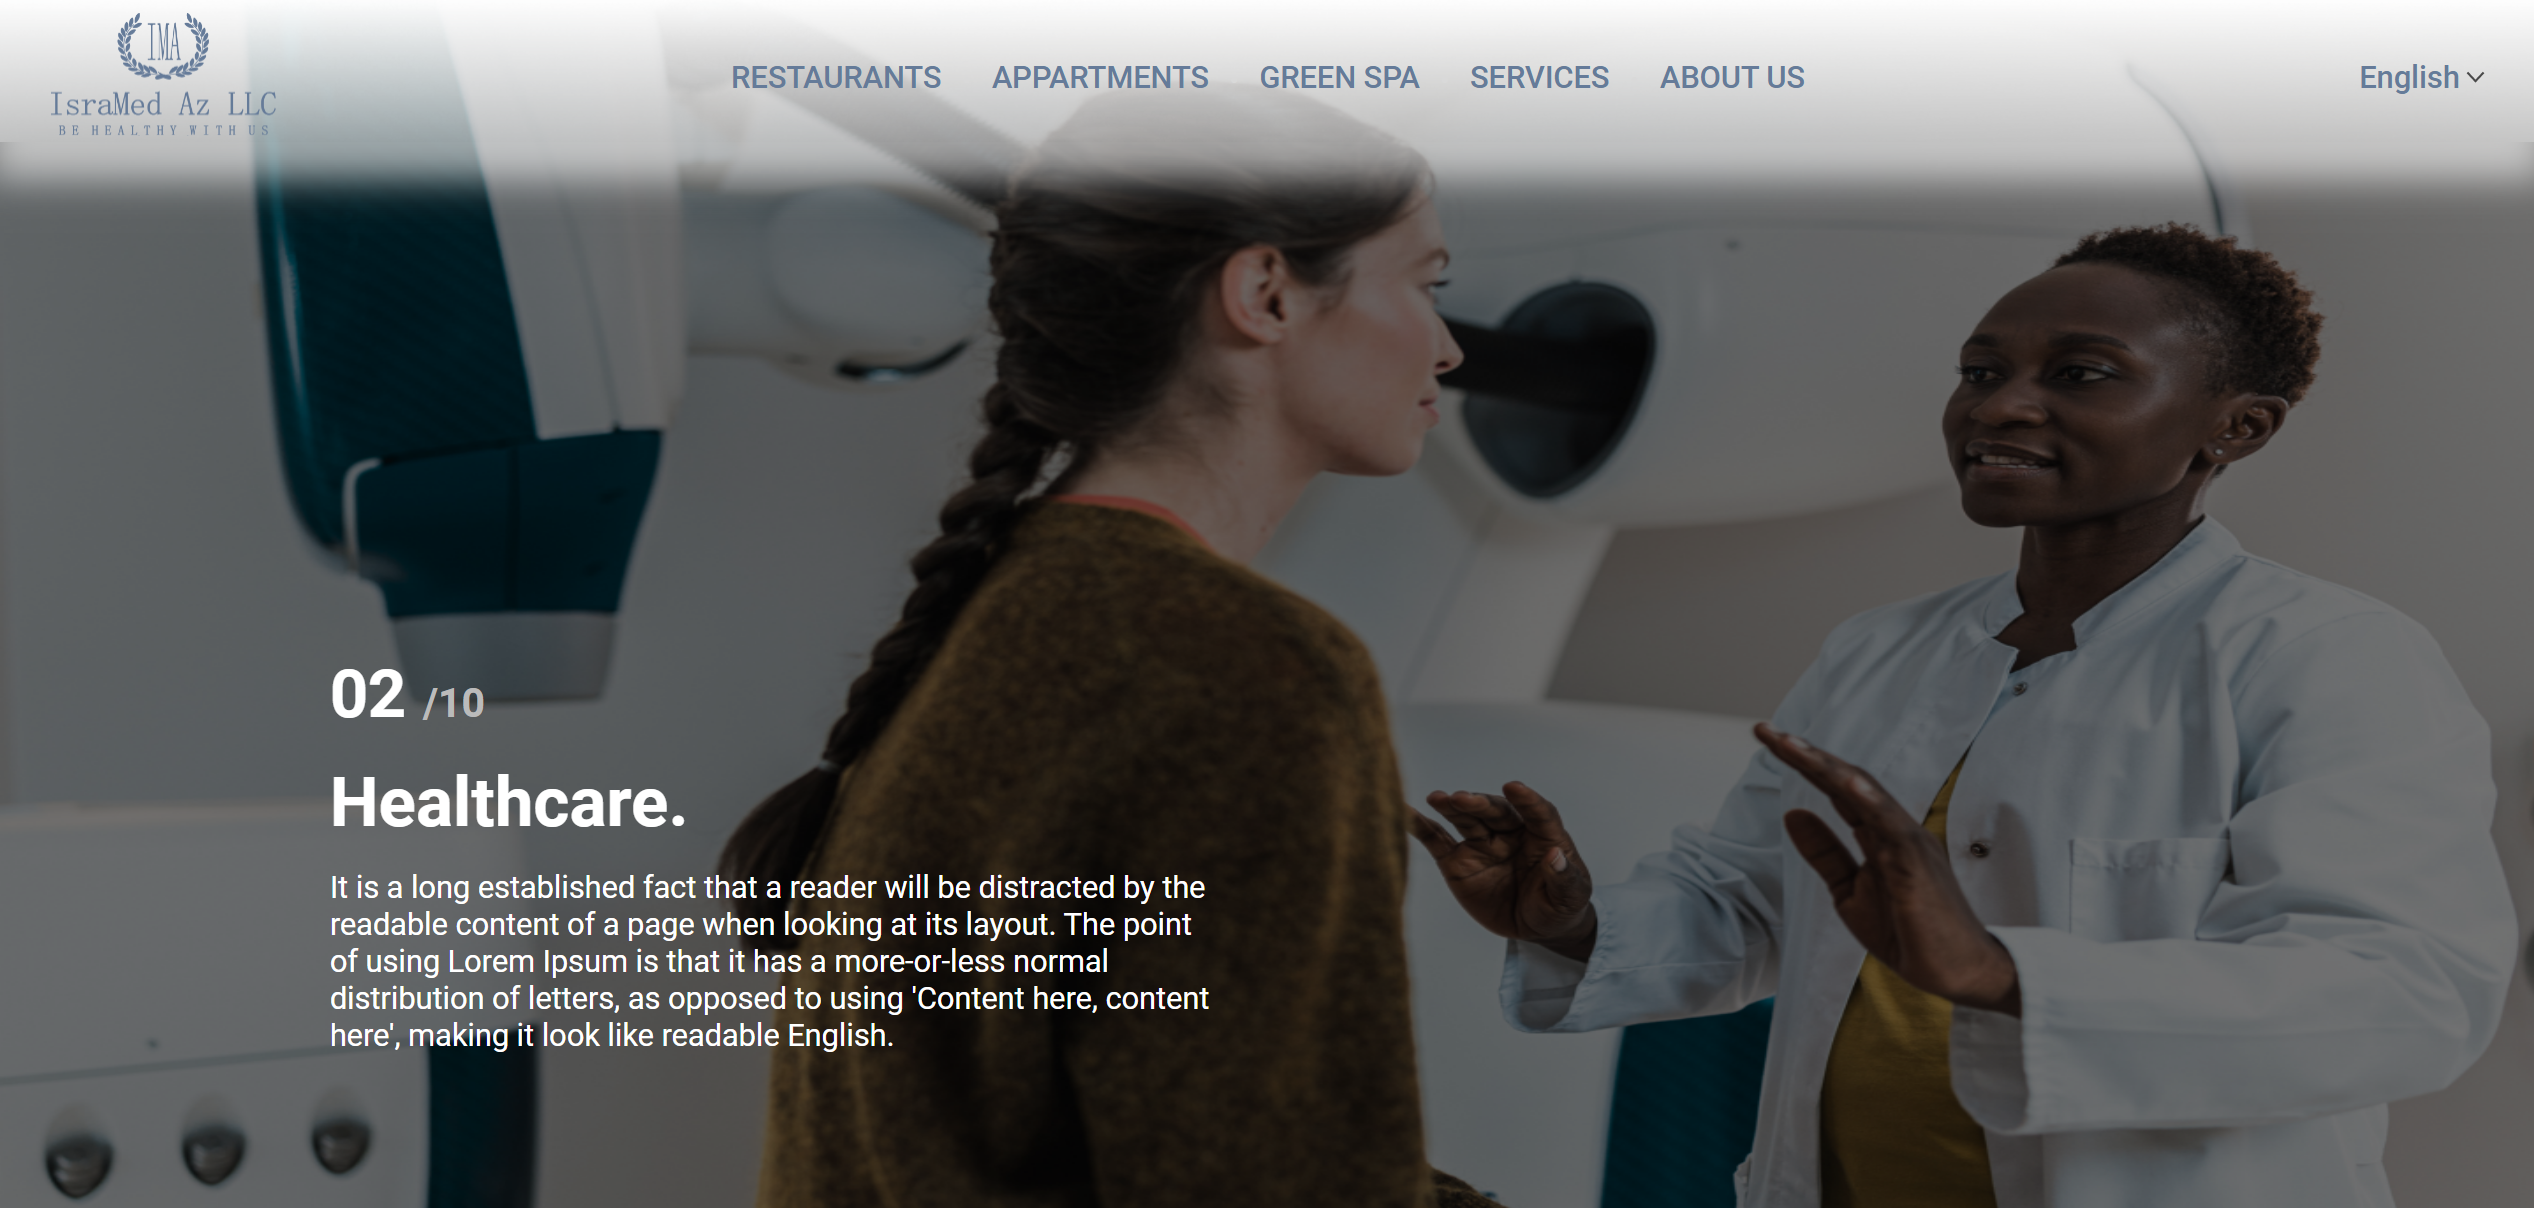 IMA
IsraMed Az LLC
BE HEALTHY WITH US
RESTAURANTS APPARTMENTS GREEN SPA SERVICES ABOUT US
English
02 /10
Healthcare.
It is a long established fact that a reader will be distracted by the
readable content of a page when looking at its layout. The point
of using Lorem Ipsum is that it has a more-or-less normal
distribution of letters, as opposed to using 'Content here, content
here', making it look like readable English.